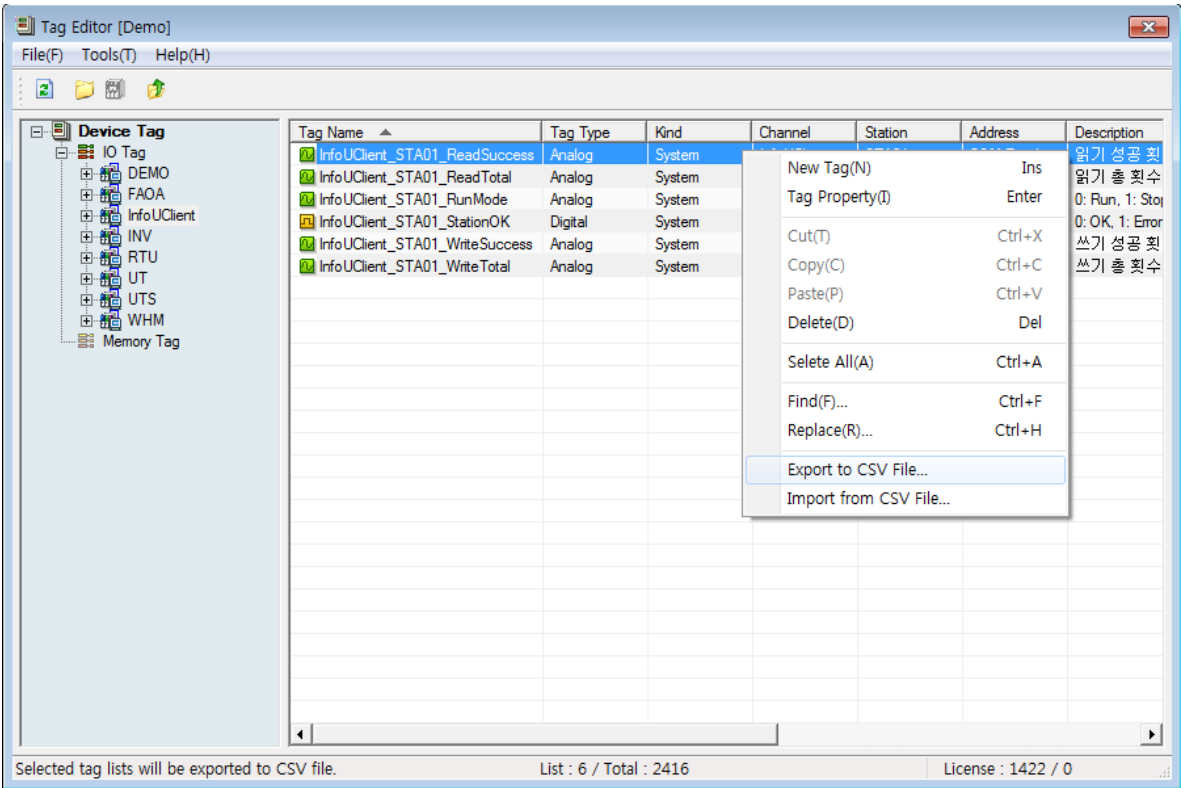 Tag Editor [Demo]
File(F) Tools(T) Help(H)
Device Tag
IO Tag
DEMO
FAOA
InfoUClient
INV
RTU
UT
UTS
WHM
Memory Tag
Tag Name Tag Type Kind Channel Station Address Description
InfoUClient_STA01_ReadSuccess Analog System 읽기 성공 횟
InfoUClient_STA01_ReadTotal Analog System 읽기 총 횟수
InfoUClient_STA01_RunMode Analog System 0: Run, 1: Stop
InfoUClient_STA01_StationOK Digital System 0: OK, 1: Error
InfoUClient_STA01_WriteSuccess Analog System 쓰기 성공 횟
InfoUClient_STA01_WriteTotal Analog System 쓰기 총 횟수
New Tag(N) Ins
Tag Property(I) Enter
Cut(T) Ctrl+X
Copy(C) Ctrl+C
Paste(P) Ctrl+V
Delete(D) Del
Selete All(A) Ctrl+A
Find(F)... Ctrl+F
Replace(R)... Ctrl+H
Export to CSV File...
Import from CSV File...
Selected tag lists will be exported to CSV file. List : 6 / Total : 2416 License : 1422 / 0